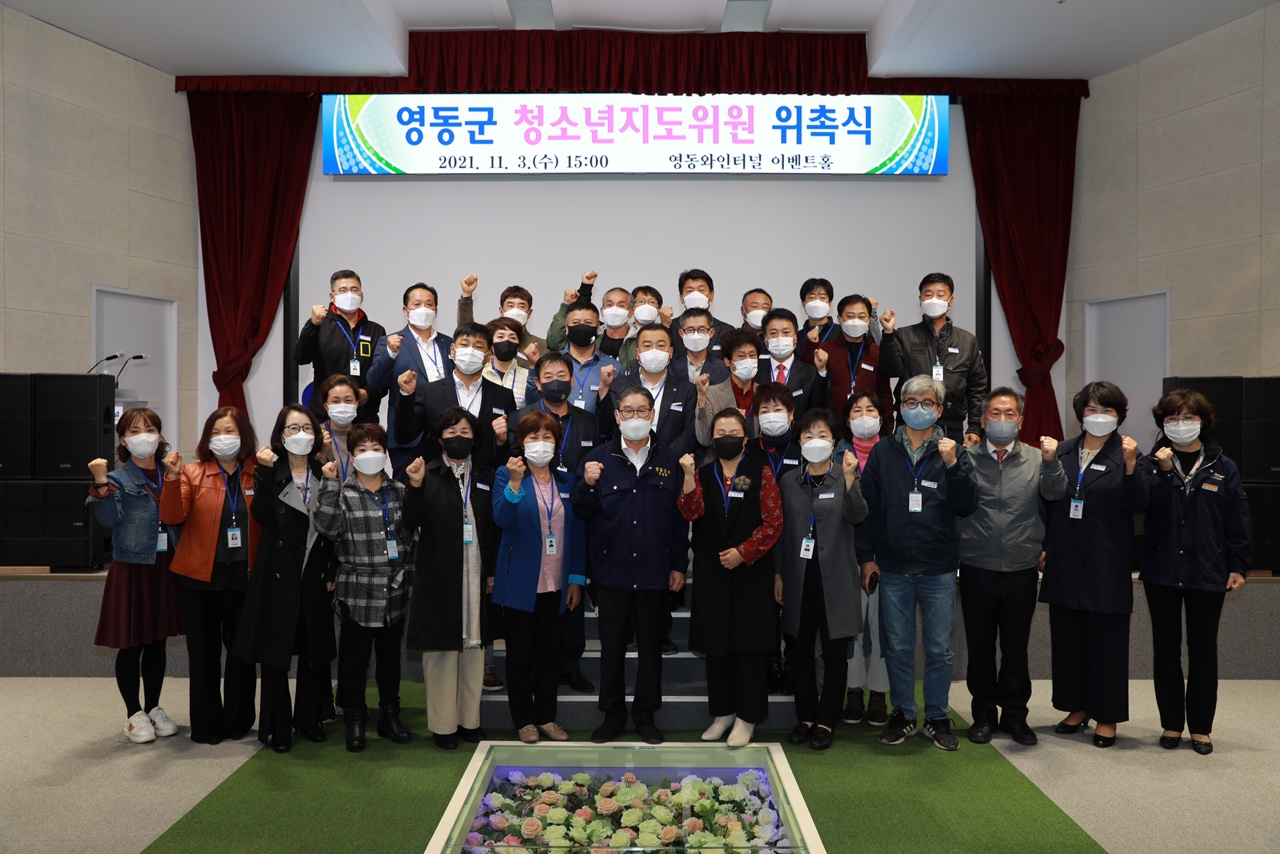 영동군 청소년지도위원 위촉식
2021. 11. 3.(수) 15:00 영동와인터널 이벤트홀